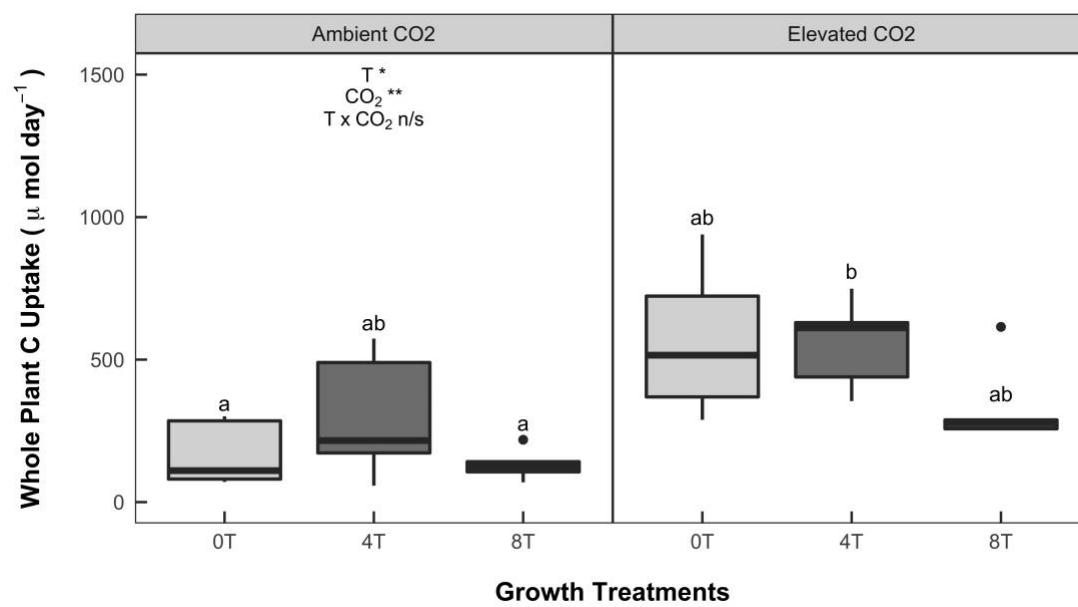 Ambient CO2
Elevated CO2
Whole Plant C Uptake ( μ mol day⁻¹ )
1500
1000
500
0
T *
CO₂ **
T x CO₂ n/s
a
ab
a
ab
b
ab
0T
4T
8T
0T
4T
8T
Growth Treatments